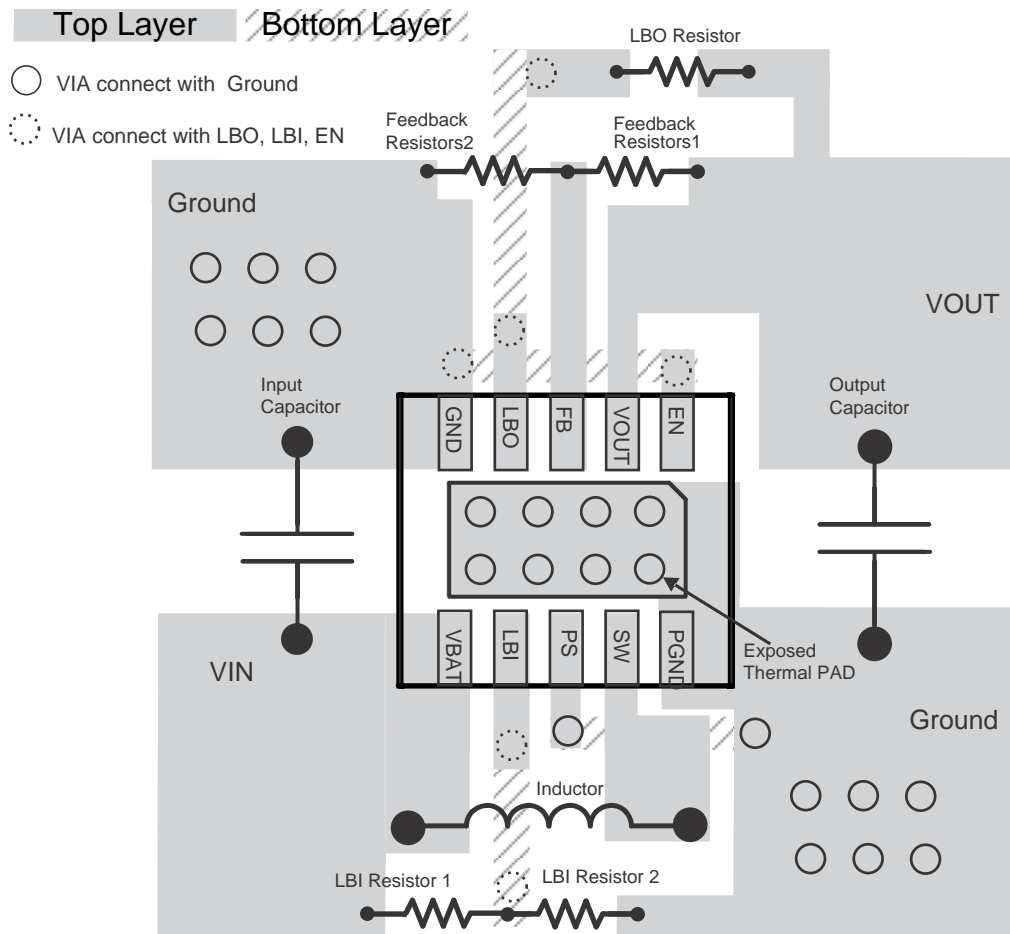 Top Layer
Bottom Layer
VIA connect with Ground
VIA connect with LBO, LBI, EN
LBO Resistor
Feedback
Resistors2
Feedback
Resistors1
Ground
VOUT
Input
Capacitor
Output
Capacitor
GND
LBO
FB
VOUT
EN
VBAT
LBI
PS
SW
PGND
Exposed
Thermal PAD
VIN
Ground
Inductor
LBI Resistor 1
LBI Resistor 2